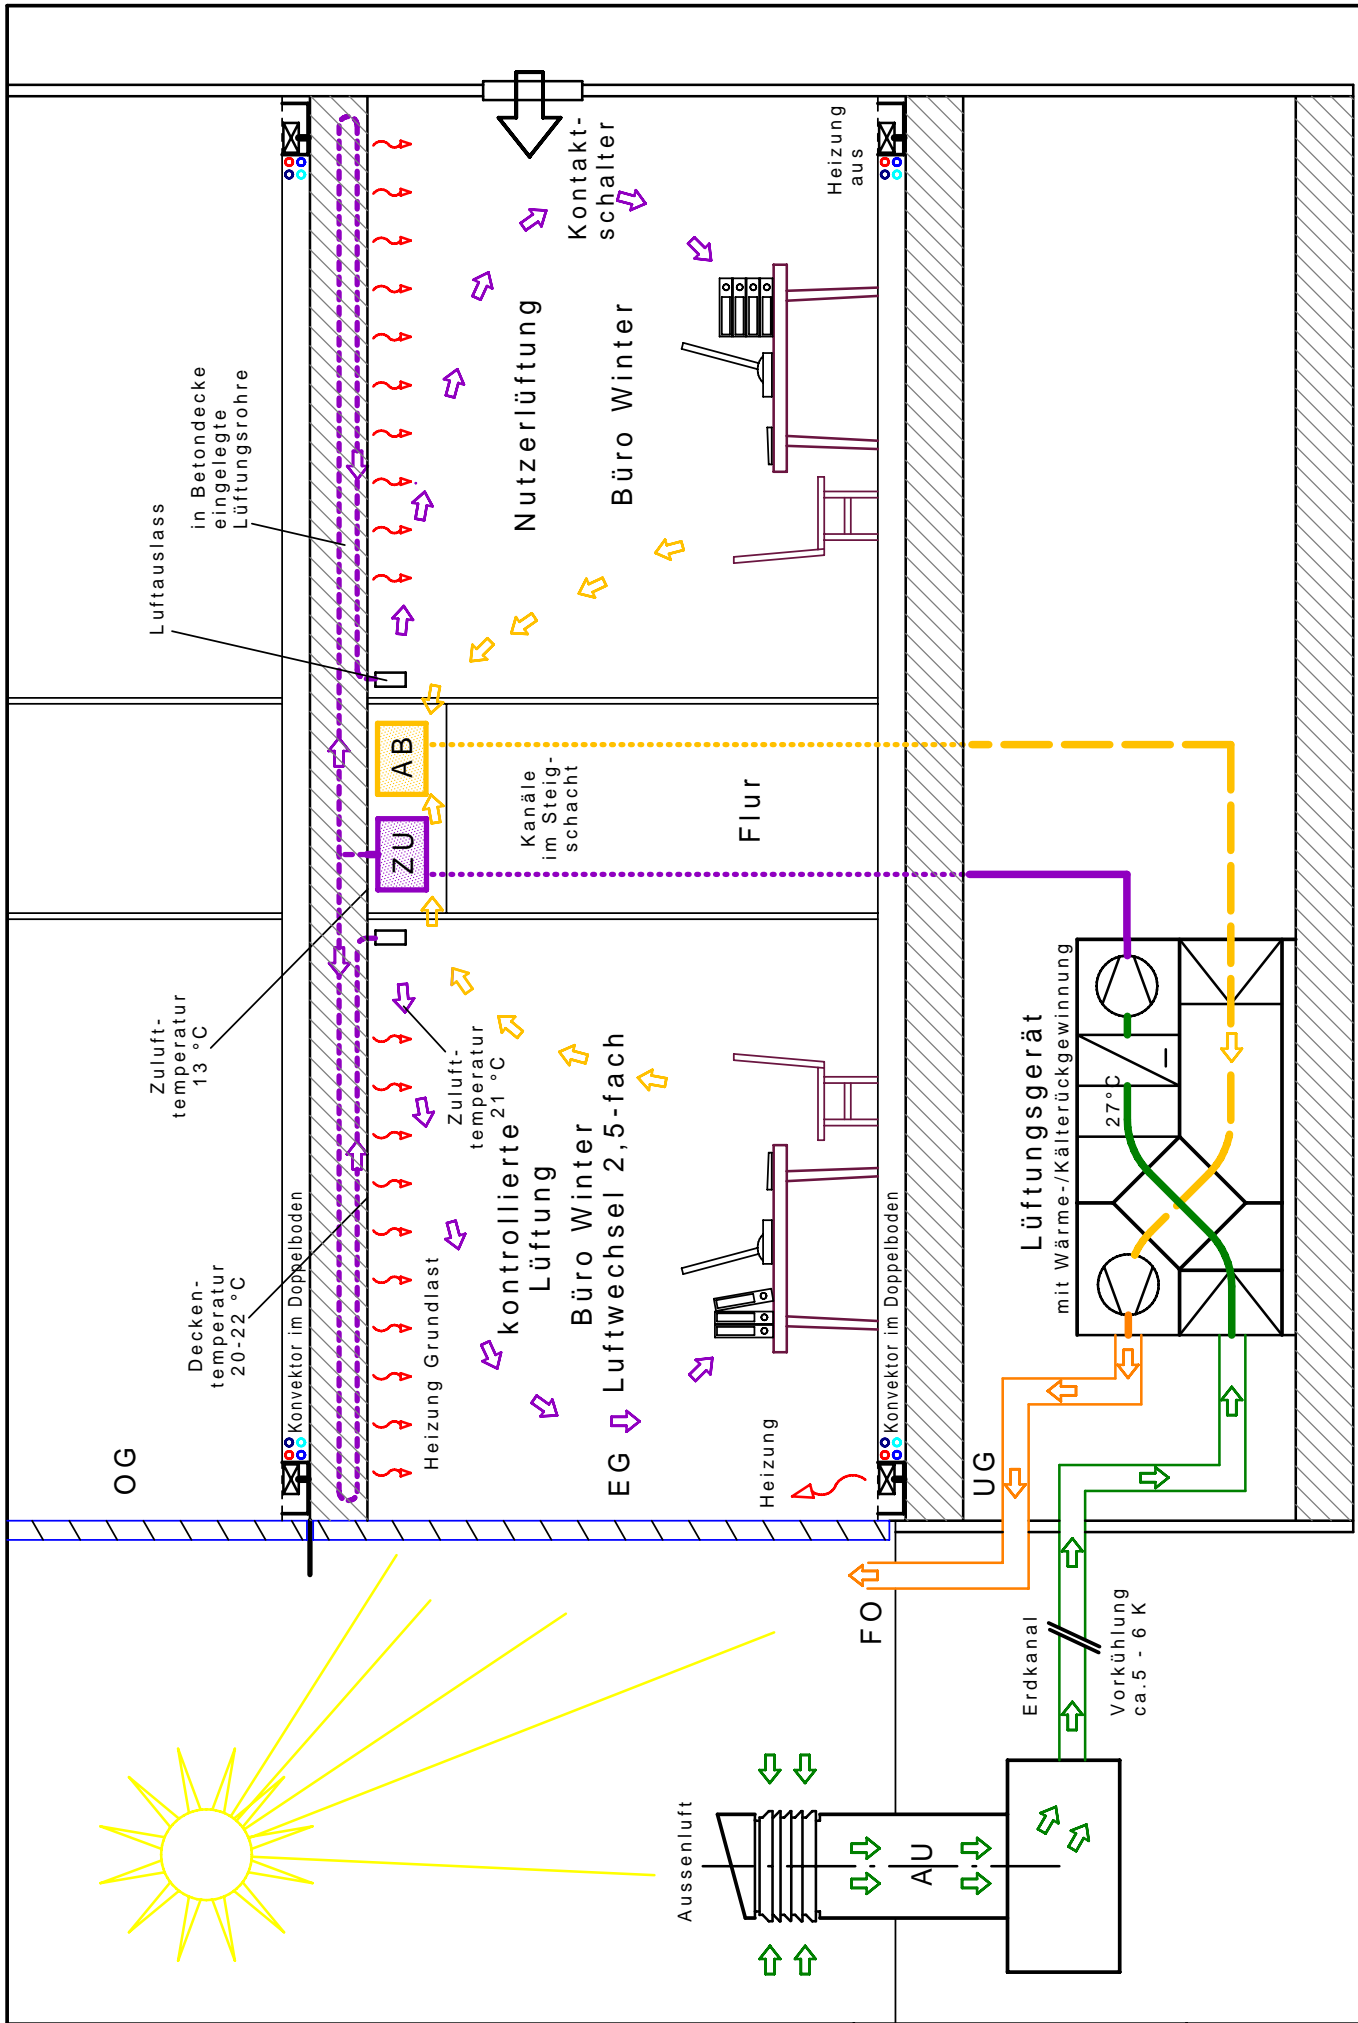 OG
Decken-
temperatur
20-22 °C
Zuluft-
temperatur
13 °C
Luftauslass
in Betondecke
eingelegte
Lüftungsrohre
Konvektor im Doppelboden
ZU
AB
Heizung Grundlast
Zuluft-
temperatur
21 °C
kontrollierte
Lüftung
Büro Winter
Luftwechsel 2,5-fach
EG
Heizung
Kanäle
im Steig-
schacht
Flur
Nutzerlüftung
Büro Winter
Kontakt-
schalter
Heizung
aus
Konvektor im Doppelboden
Aussenluft
AU
FO
UG
Erdkanal
Vorkühlung
ca.5 - 6 K
Lüftungsgerät
mit Wärme-/Kälterückgewinnung
27°C